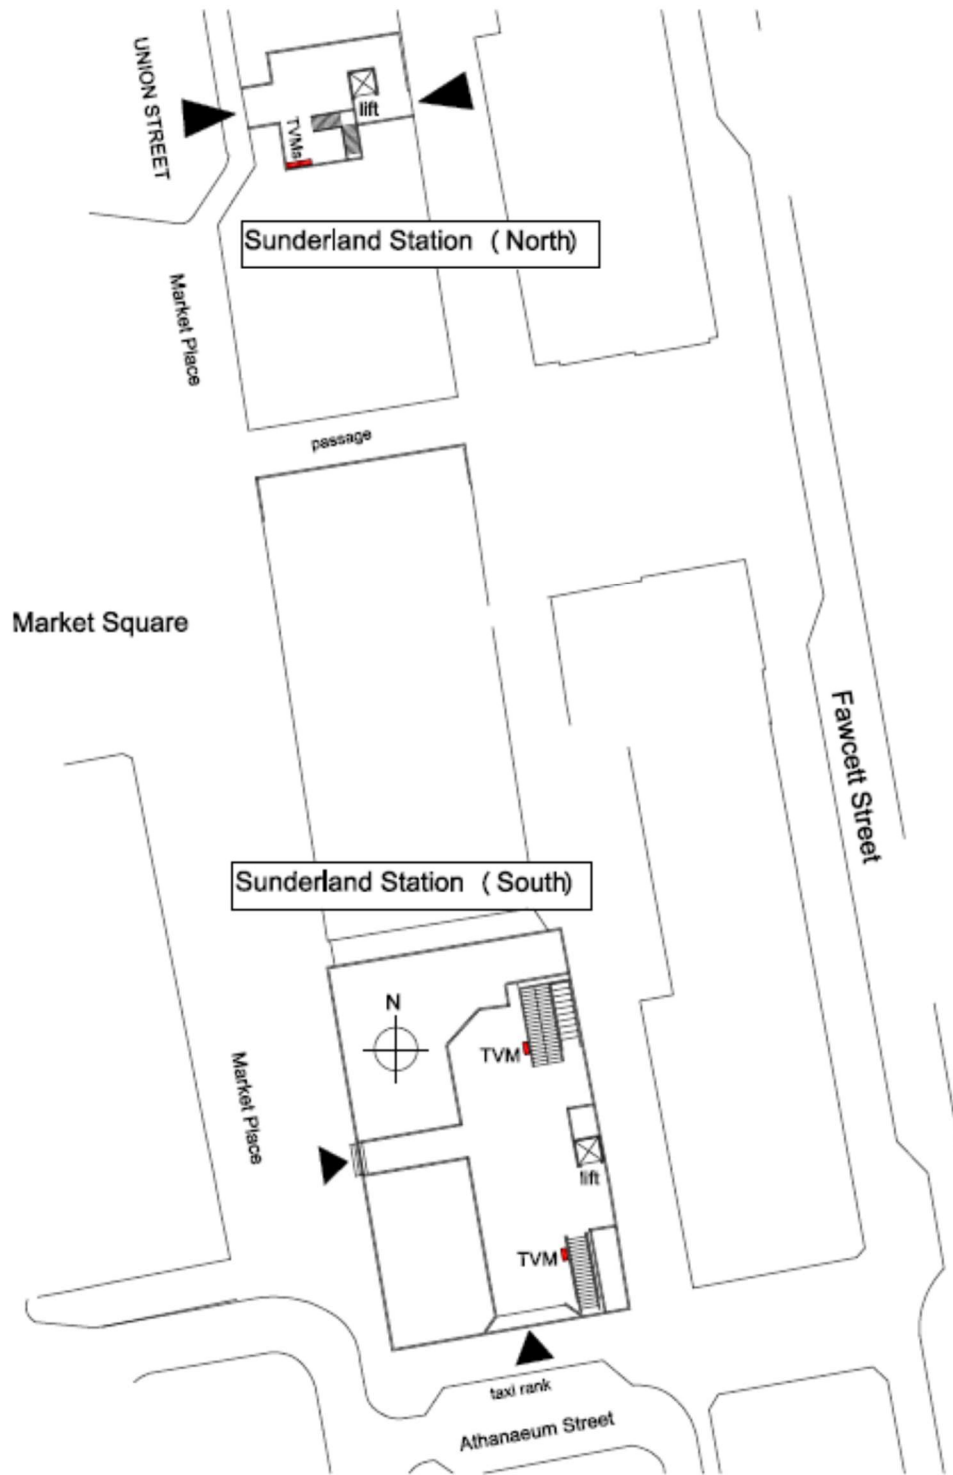 UNION STREET
lift
TVMs
Sunderland Station ( North)
Market Place
passage
Market Square
Fawcett Street
Sunderland Station ( South)
N
TVM
Market Place
lift
TVM
taxi rank
Athanaeum Street